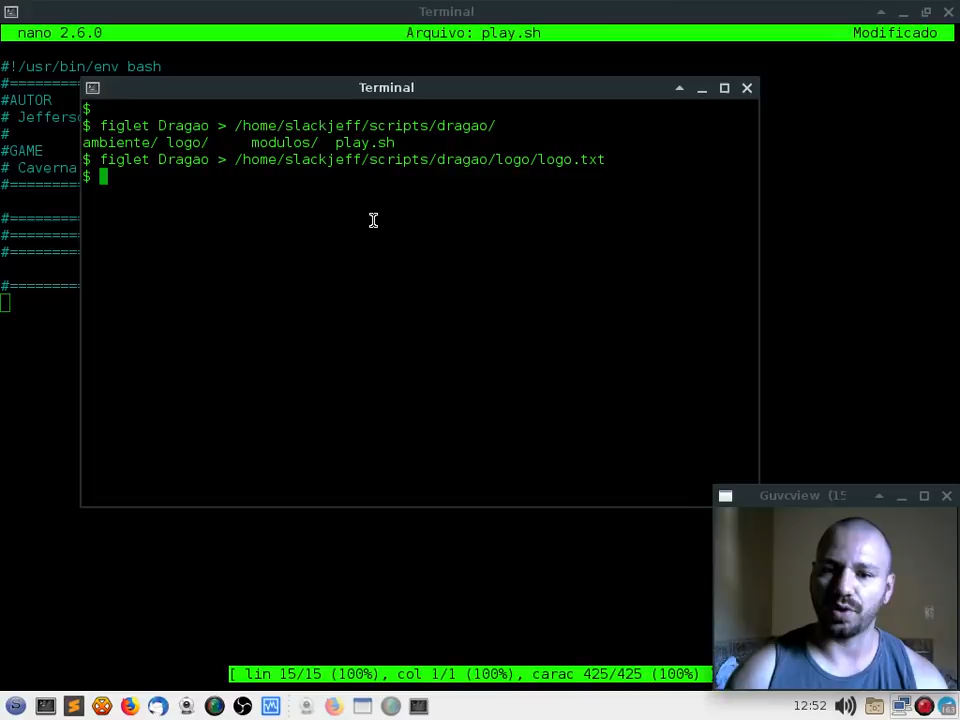 Terminal
nano 2.6.0 Arquivo: play.sh Modificado
#!/usr/bin/env bash
#AUTOR
# Jeffers
#
#GAME
# Caverna
Terminal
$
$ figlet Dragao > /home/slackjeff/scripts/dragao/
ambiente/ logo/ modulos/ play.sh
$ figlet Dragao > /home/slackjeff/scripts/dragao/logo/logo.txt
$
Guvcview (15
[ lin 15/15 (100%), col 1/1 (100%), carac 425/425 (100%)
12:52